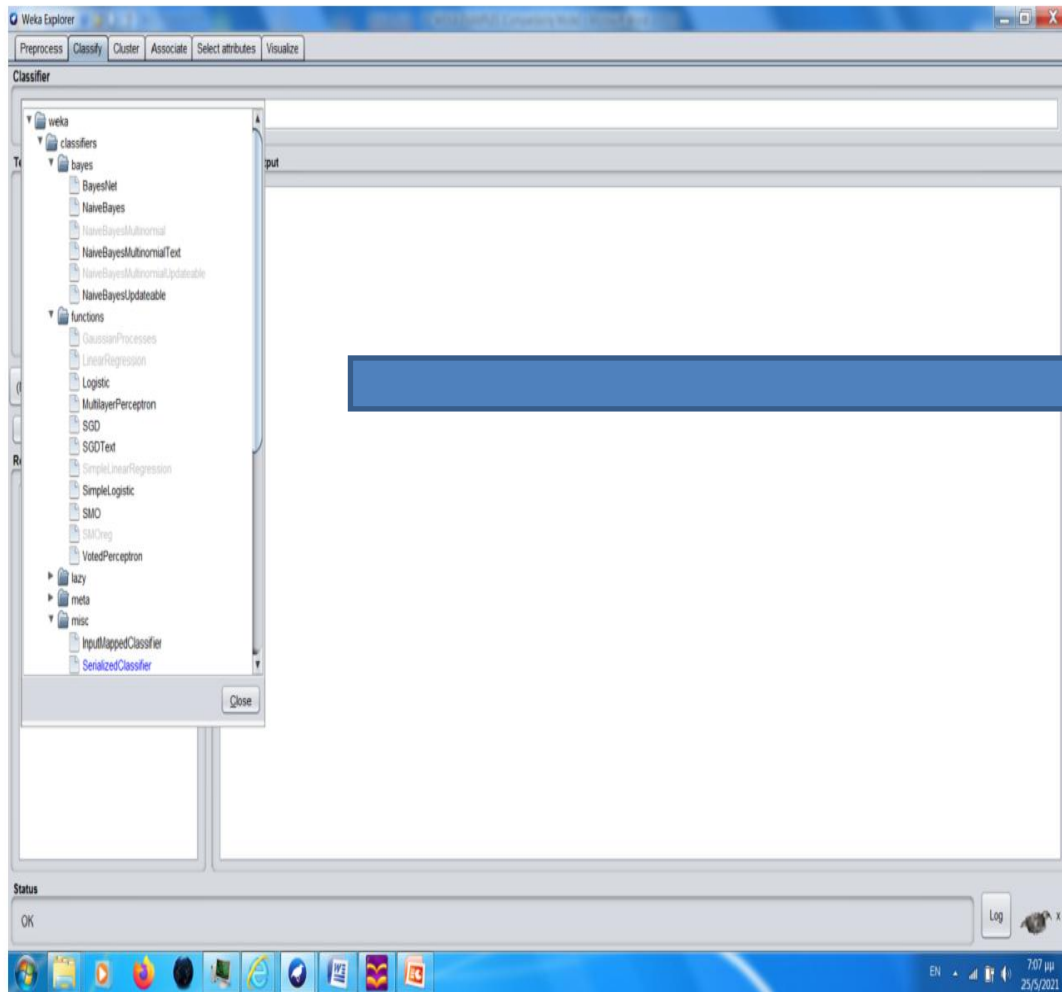 Weka Explorer
Preprocess Classify Cluster Associate Select attributes Visualize
Classifier
weka
classifiers
bayes
BayesNet
NaiveBayes
NaiveBayesMultinomial
NaiveBayesMultinomialText
NaiveBayesMultinomialUpdateable
NaiveBayesUpdateable
functions
GaussianProcesses
LinearRegression
Logistic
MultilayerPerceptron
SGD
SGDText
SimpleLinearRegression
SimpleLogistic
SMO
SMOreg
VotedPerceptron
lazy
meta
misc
InputMappedClassifier
SerializedClassifier
Close
Status
OK
Log
x
EN
7:07 μμ
25/5/2021